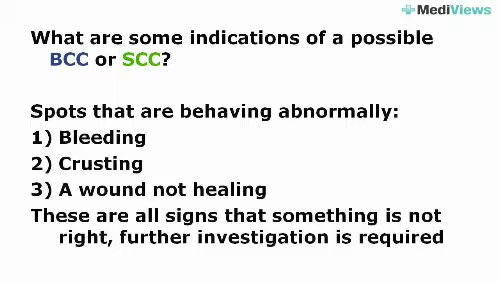 MediViews
What are some indications of a possible
BCC or SCC?
Spots that are behaving abnormally:
1) Bleeding
2) Crusting
3) A wound not healing
These are all signs that something is not
right, further investigation is required